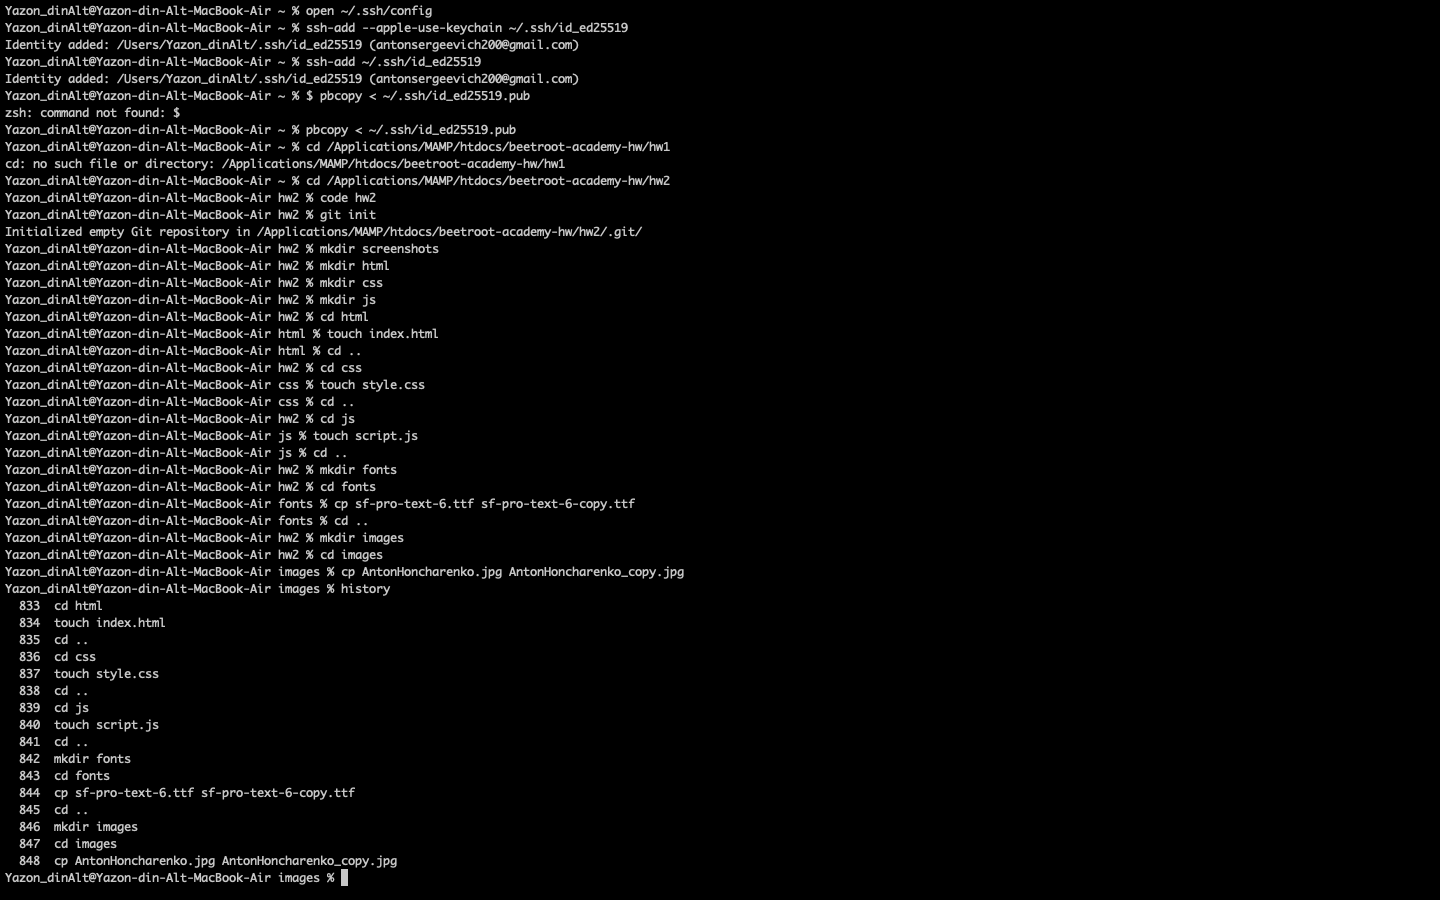 Yazon_dinAlt@Yazon-din-Alt-MacBook-Air ~ % open ~/.ssh/config
Yazon_dinAlt@Yazon-din-Alt-MacBook-Air ~ % ssh-add --apple-use-keychain ~/.ssh/id_ed25519
Identity added: /Users/Yazon_dinAlt/.ssh/id_ed25519 (antonsergeevich200@gmail.com)
Yazon_dinAlt@Yazon-din-Alt-MacBook-Air ~ % ssh-add ~/.ssh/id_ed25519
Identity added: /Users/Yazon_dinAlt/.ssh/id_ed25519 (antonsergeevich200@gmail.com)
Yazon_dinAlt@Yazon-din-Alt-MacBook-Air ~ % $ pbcopy < ~/.ssh/id_ed25519.pub
zsh: command not found: $
Yazon_dinAlt@Yazon-din-Alt-MacBook-Air ~ % pbcopy < ~/.ssh/id_ed25519.pub
Yazon_dinAlt@Yazon-din-Alt-MacBook-Air ~ % cd /Applications/MAMP/htdocs/beetroot-academy-hw/hw1
cd: no such file or directory: /Applications/MAMP/htdocs/beetroot-academy-hw/hw1
Yazon_dinAlt@Yazon-din-Alt-MacBook-Air ~ % cd /Applications/MAMP/htdocs/beetroot-academy-hw/hw2
Yazon_dinAlt@Yazon-din-Alt-MacBook-Air hw2 % code hw2
Yazon_dinAlt@Yazon-din-Alt-MacBook-Air hw2 % git init
Initialized empty Git repository in /Applications/MAMP/htdocs/beetroot-academy-hw/hw2/.git/
Yazon_dinAlt@Yazon-din-Alt-MacBook-Air hw2 % mkdir screenshots
Yazon_dinAlt@Yazon-din-Alt-MacBook-Air hw2 % mkdir html
Yazon_dinAlt@Yazon-din-Alt-MacBook-Air hw2 % mkdir css
Yazon_dinAlt@Yazon-din-Alt-MacBook-Air hw2 % mkdir js
Yazon_dinAlt@Yazon-din-Alt-MacBook-Air hw2 % cd html
Yazon_dinAlt@Yazon-din-Alt-MacBook-Air html % touch index.html
Yazon_dinAlt@Yazon-din-Alt-MacBook-Air html % cd ..
Yazon_dinAlt@Yazon-din-Alt-MacBook-Air hw2 % cd css
Yazon_dinAlt@Yazon-din-Alt-MacBook-Air css % touch style.css
Yazon_dinAlt@Yazon-din-Alt-MacBook-Air css % cd ..
Yazon_dinAlt@Yazon-din-Alt-MacBook-Air hw2 % cd js
Yazon_dinAlt@Yazon-din-Alt-MacBook-Air js % touch script.js
Yazon_dinAlt@Yazon-din-Alt-MacBook-Air js % cd ..
Yazon_dinAlt@Yazon-din-Alt-MacBook-Air hw2 % mkdir fonts
Yazon_dinAlt@Yazon-din-Alt-MacBook-Air hw2 % cd fonts
Yazon_dinAlt@Yazon-din-Alt-MacBook-Air fonts % cp sf-pro-text-6.ttf sf-pro-text-6-copy.ttf
Yazon_dinAlt@Yazon-din-Alt-MacBook-Air fonts % cd ..
Yazon_dinAlt@Yazon-din-Alt-MacBook-Air hw2 % mkdir images
Yazon_dinAlt@Yazon-din-Alt-MacBook-Air hw2 % cd images
Yazon_dinAlt@Yazon-din-Alt-MacBook-Air images % cp AntonHoncharenko.jpg AntonHoncharenko_copy.jpg
Yazon_dinAlt@Yazon-din-Alt-MacBook-Air images % history
833 cd html
834 touch index.html
835 cd ..
836 cd css
837 touch style.css
838 cd ..
839 cd js
840 touch script.js
841 cd ..
842 mkdir fonts
843 cd fonts
844 cp sf-pro-text-6.ttf sf-pro-text-6-copy.ttf
845 cd ..
846 mkdir images
847 cd images
848 cp AntonHoncharenko.jpg AntonHoncharenko_copy.jpg
Yazon_dinAlt@Yazon-din-Alt-MacBook-Air images %